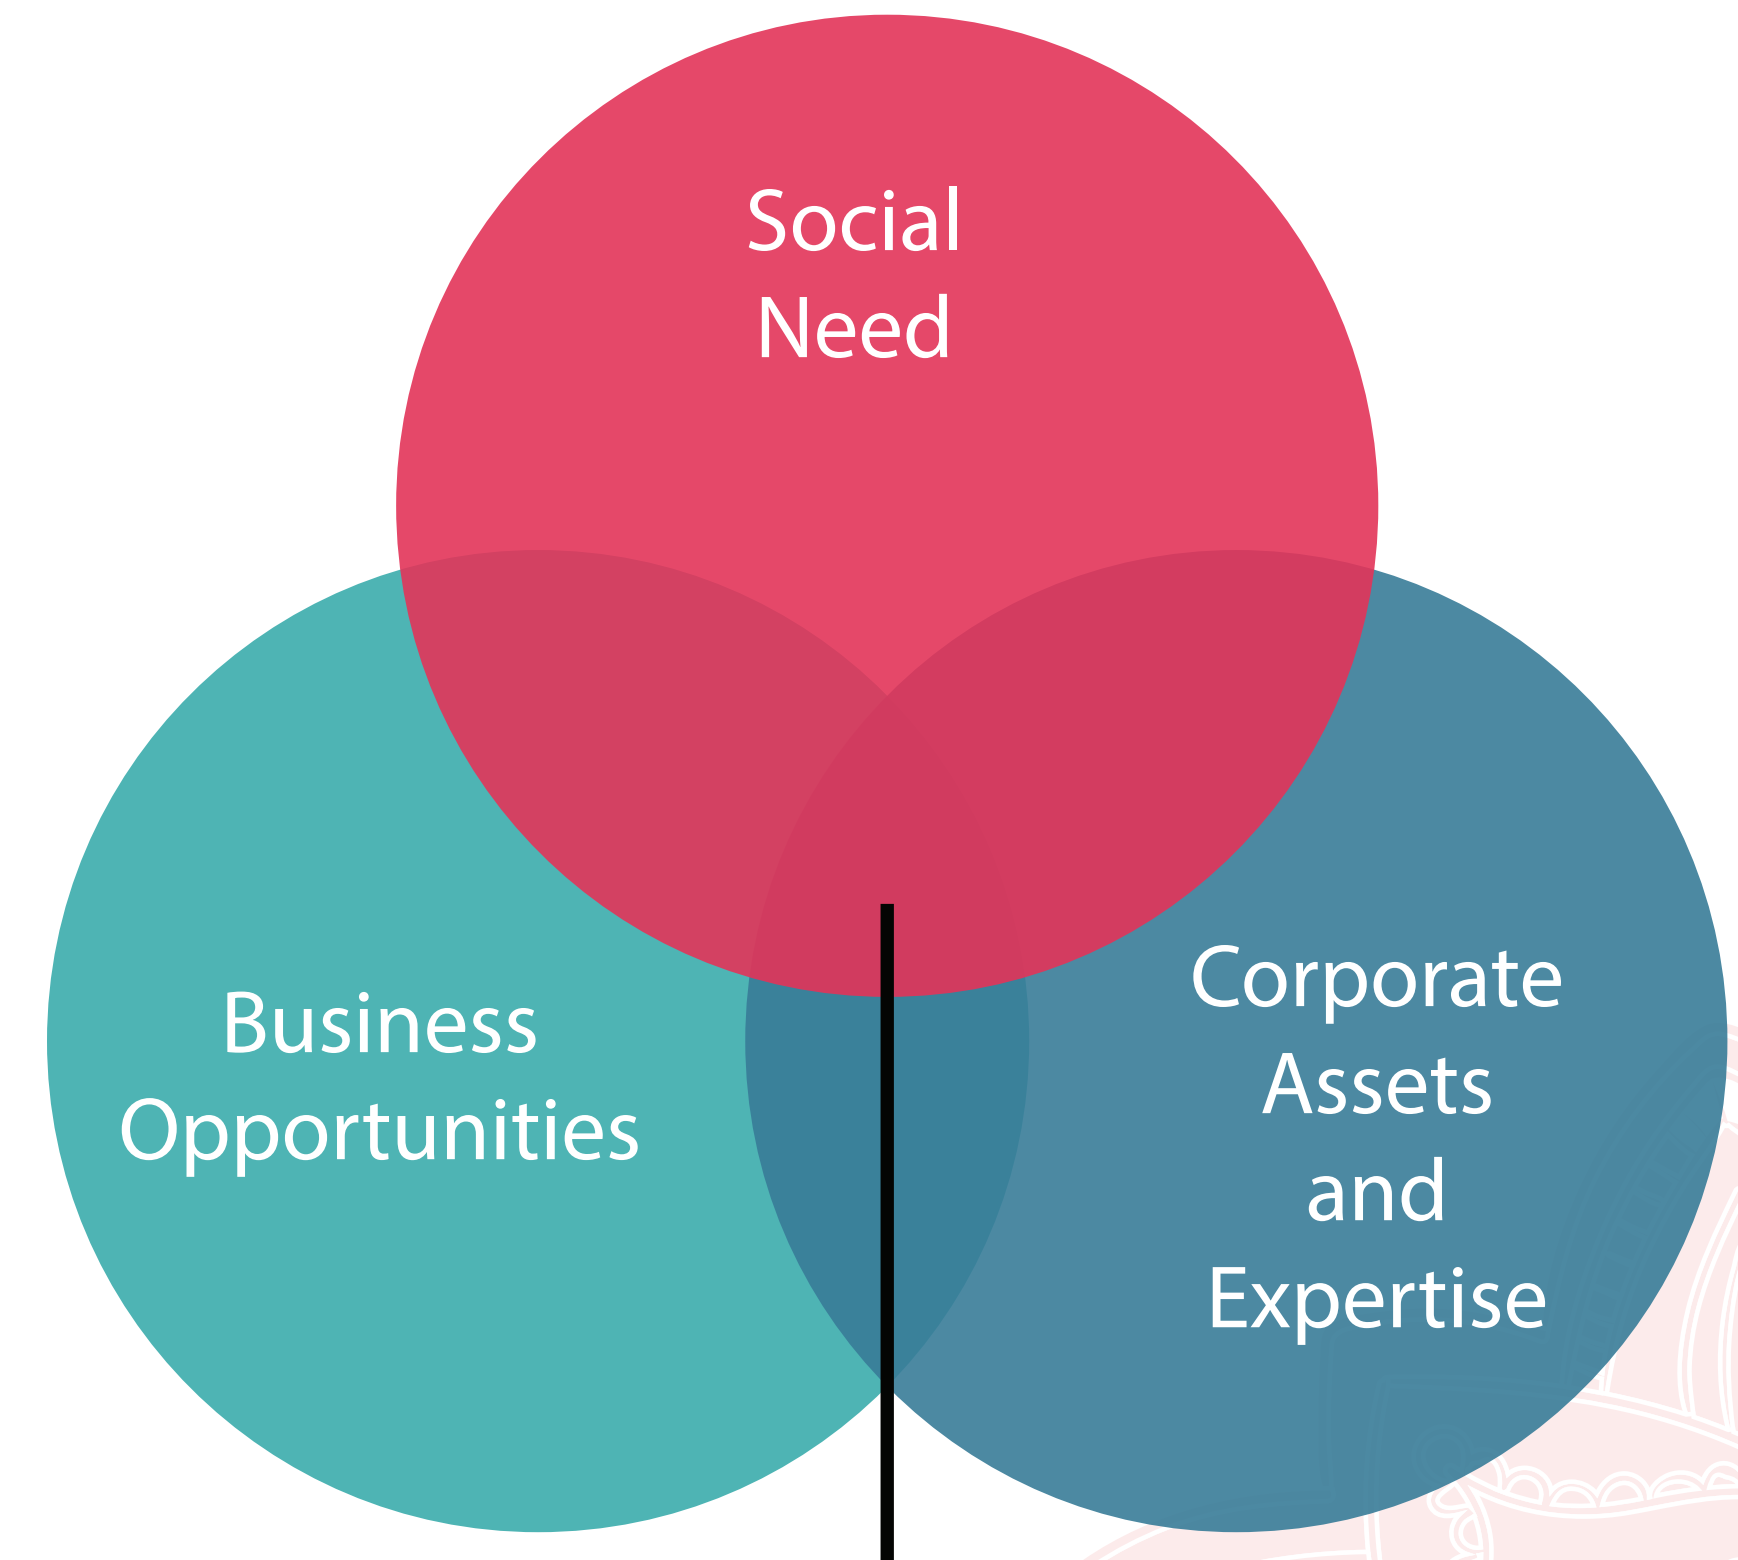 Social
Need
Business
Opportunities
Corporate
Assets
and
Expertise